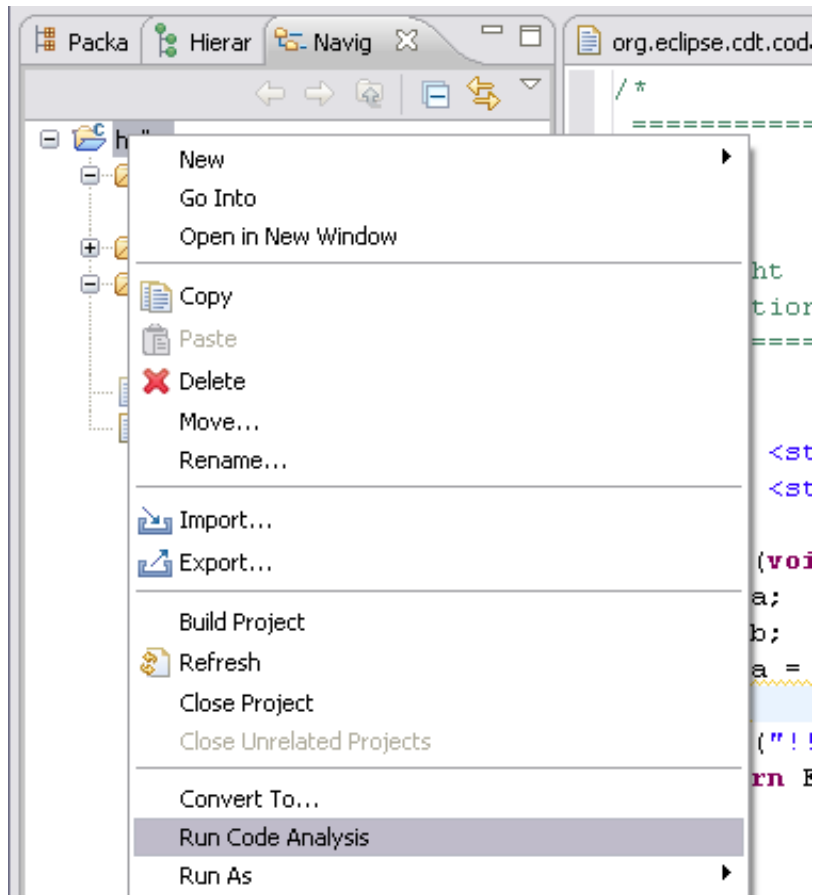 Packa Hierar Navig org.eclipse.cdt.coda
/*
============
New
Go Into
Open in New Window
ht
Copy
tion
Paste
====
Delete
Move...
<st
Rename...
<st
Import...
(voi
Export...
a;
Build Project
b;
Refresh
a =
Close Project
Close Unrelated Projects
("!!
rn E
Convert To...
Run Code Analysis
Run As